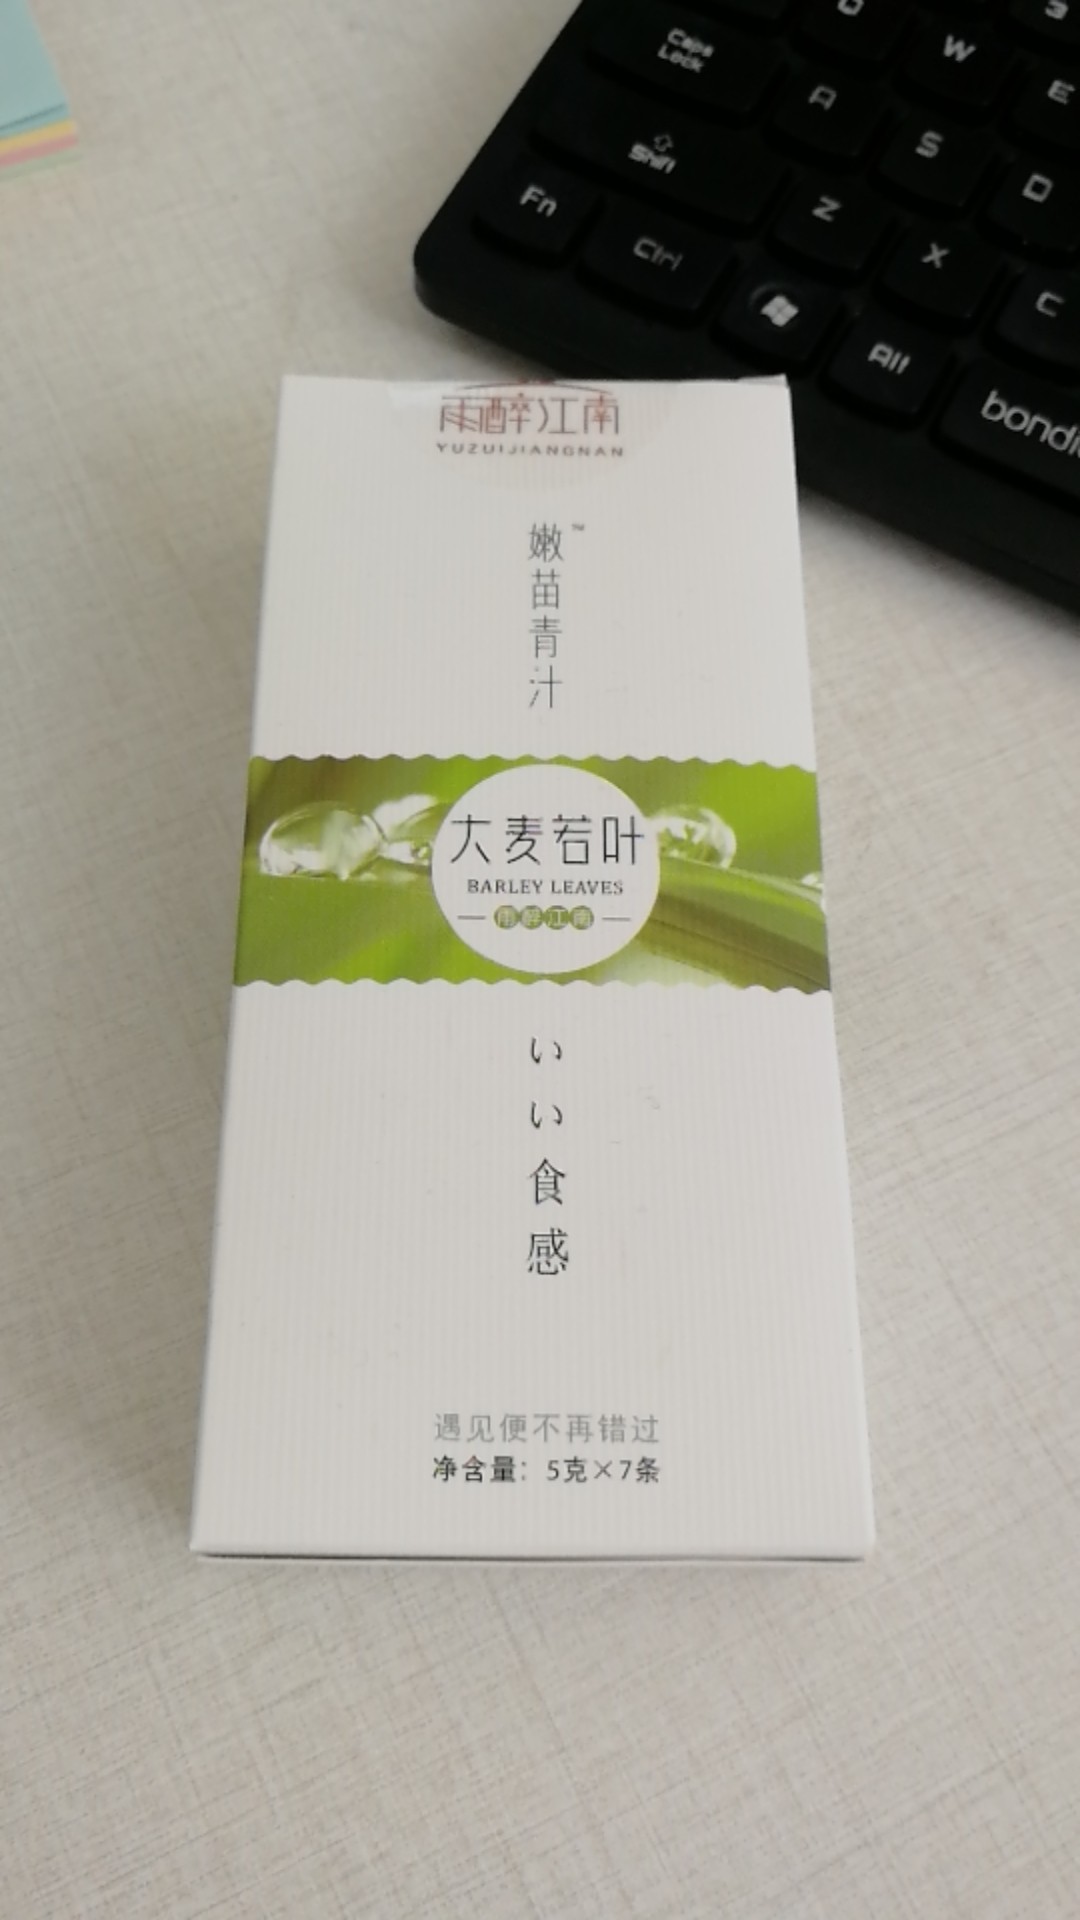 雨醉江南
YUZUIJIANGNAN
嫩苗青汁™
大麦若叶
BARLEY LEAVES
雨醉江南
いい食感
遇见便不再错过
净含量：5克×7条
W
E
Caps Lock
A
S
D
Shift
Z
X
C
Fn
Ctrl
Alt